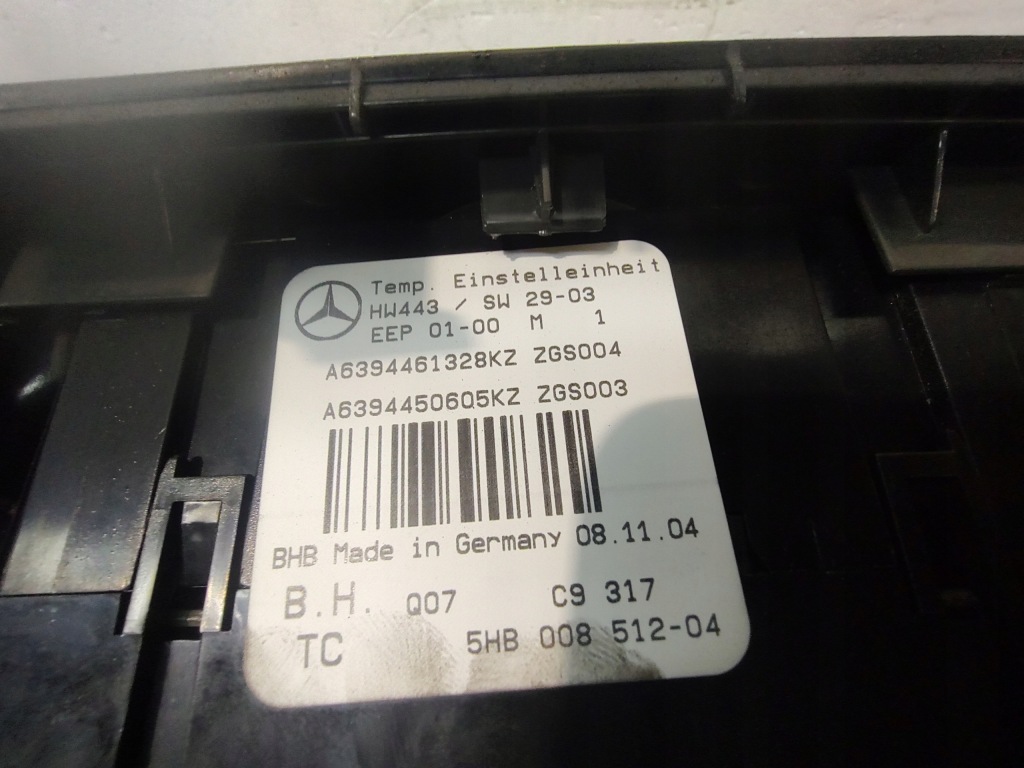 Temp. Einstelleinheit
HW443 / SW 29-03
EEP 01-00 M 1
A6394461328KZ ZGS004
A6394450605KZ ZGS003
BHB Made in Germany 08.11.04
B.H. Q07 C9 317
TC 5HB 008 512-04